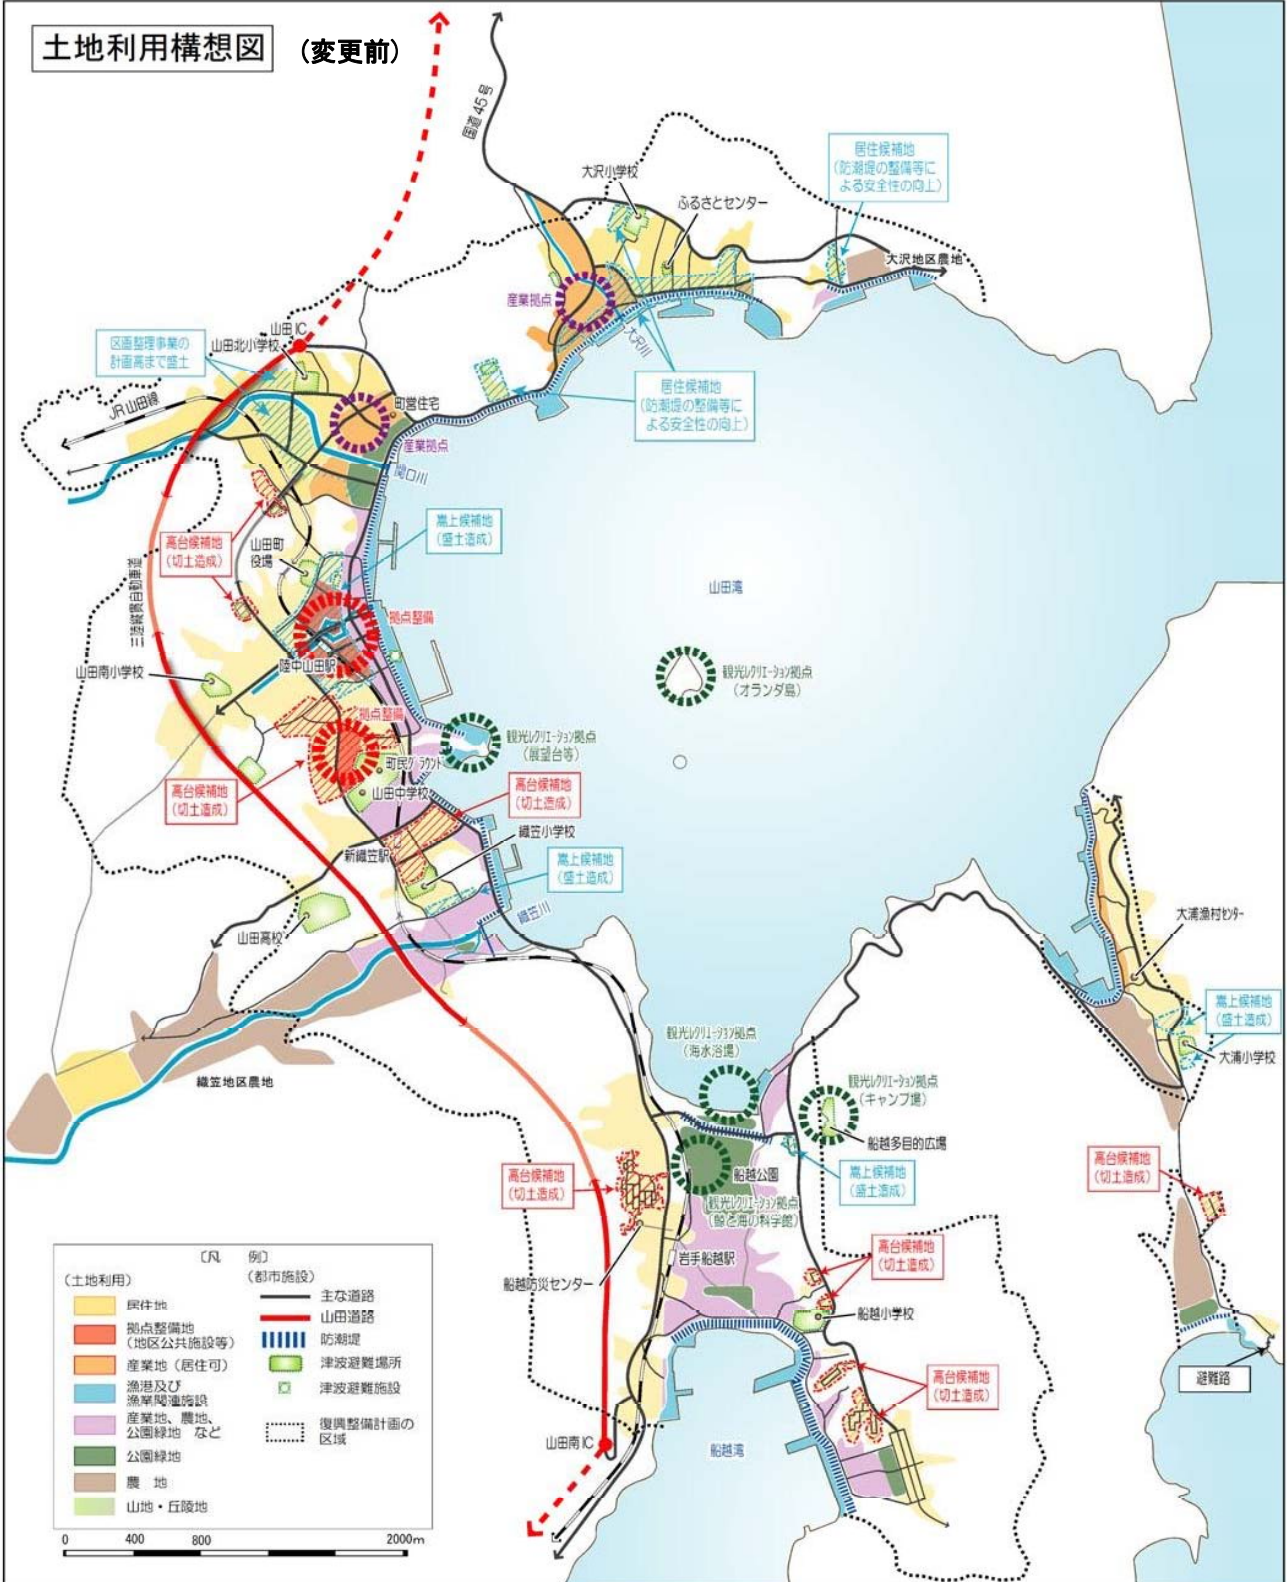 土地利用構想図
(変更前)
国道45号
大沢小学校
ふるさとセンター
居住候補地
(防潮堤の整備等に
よる安全性の向上)
大沢地区農地
産業拠点
大沢川
山田IC
山田北小学校
区画整理事業の
計画高まで盛土
JR山田線
町営住宅
産業拠点
関口川
居住候補地
(防潮堤の整備等に
よる安全性の向上)
高台候補地
(切土造成)
山田町
役場
嵩上候補地
(盛土造成)
三陸縦貫自動車道
拠点整備
山田湾
陸中山田駅
山田南小学校
観光レクリエーション拠点
(オランダ島)
拠点整備
観光レクリエーション拠点
(展望台等)
町民グラウンド
高台候補地
(切土造成)
山田中学校
高台候補地
(切土造成)
織笠小学校
新織笠駅
嵩上候補地
(盛土造成)
織笠川
山田高校
大浦漁村センター
嵩上候補地
(盛土造成)
大浦小学校
織笠地区農地
観光レクリエーション拠点
(海水浴場)
観光レクリエーション拠点
(キャンプ場)
船越多目的広場
高台候補地
(切土造成)
船越公園
嵩上候補地
(盛土造成)
高台候補地
(切土造成)
観光レクリエーション拠点
(鯨と海の科学館)
岩手船越駅
高台候補地
(切土造成)
船越防災センター
船越小学校
避難路
高台候補地
(切土造成)
山田南IC
船越湾
〔凡 例〕
(土地利用)
居住地
拠点整備地
(地区公共施設等)
産業地(居住可)
漁港及び
漁業関連施設
産業地、農地、
公園緑地 など
公園緑地
農 地
山地・丘陵地
(都市施設)
主な道路
山田道路
防潮堤
津波避難場所
津波避難施設
復興整備計画の
区域
0 400 800 2000m